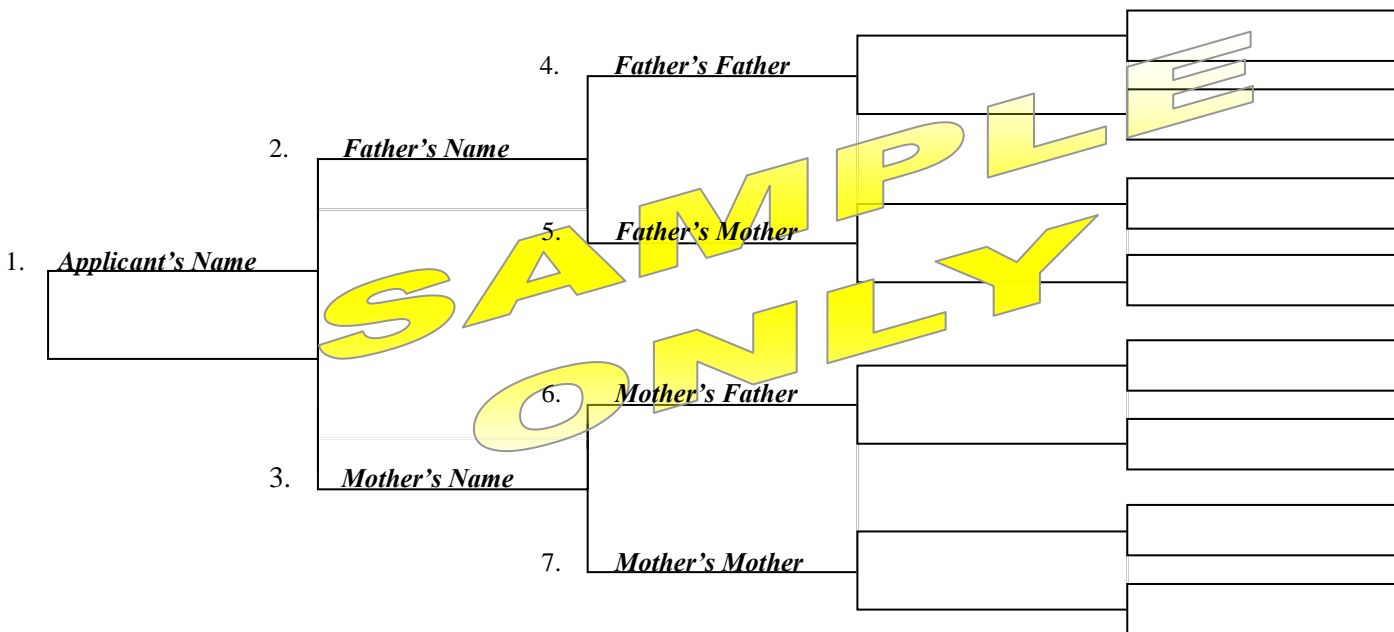 1. Applicant’s Name
2. Father’s Name
3. Mother’s Name
4. Father’s Father
5. Father’s Mother
6. Mother’s Father
7. Mother’s Mother
SAMPLE
ONLY